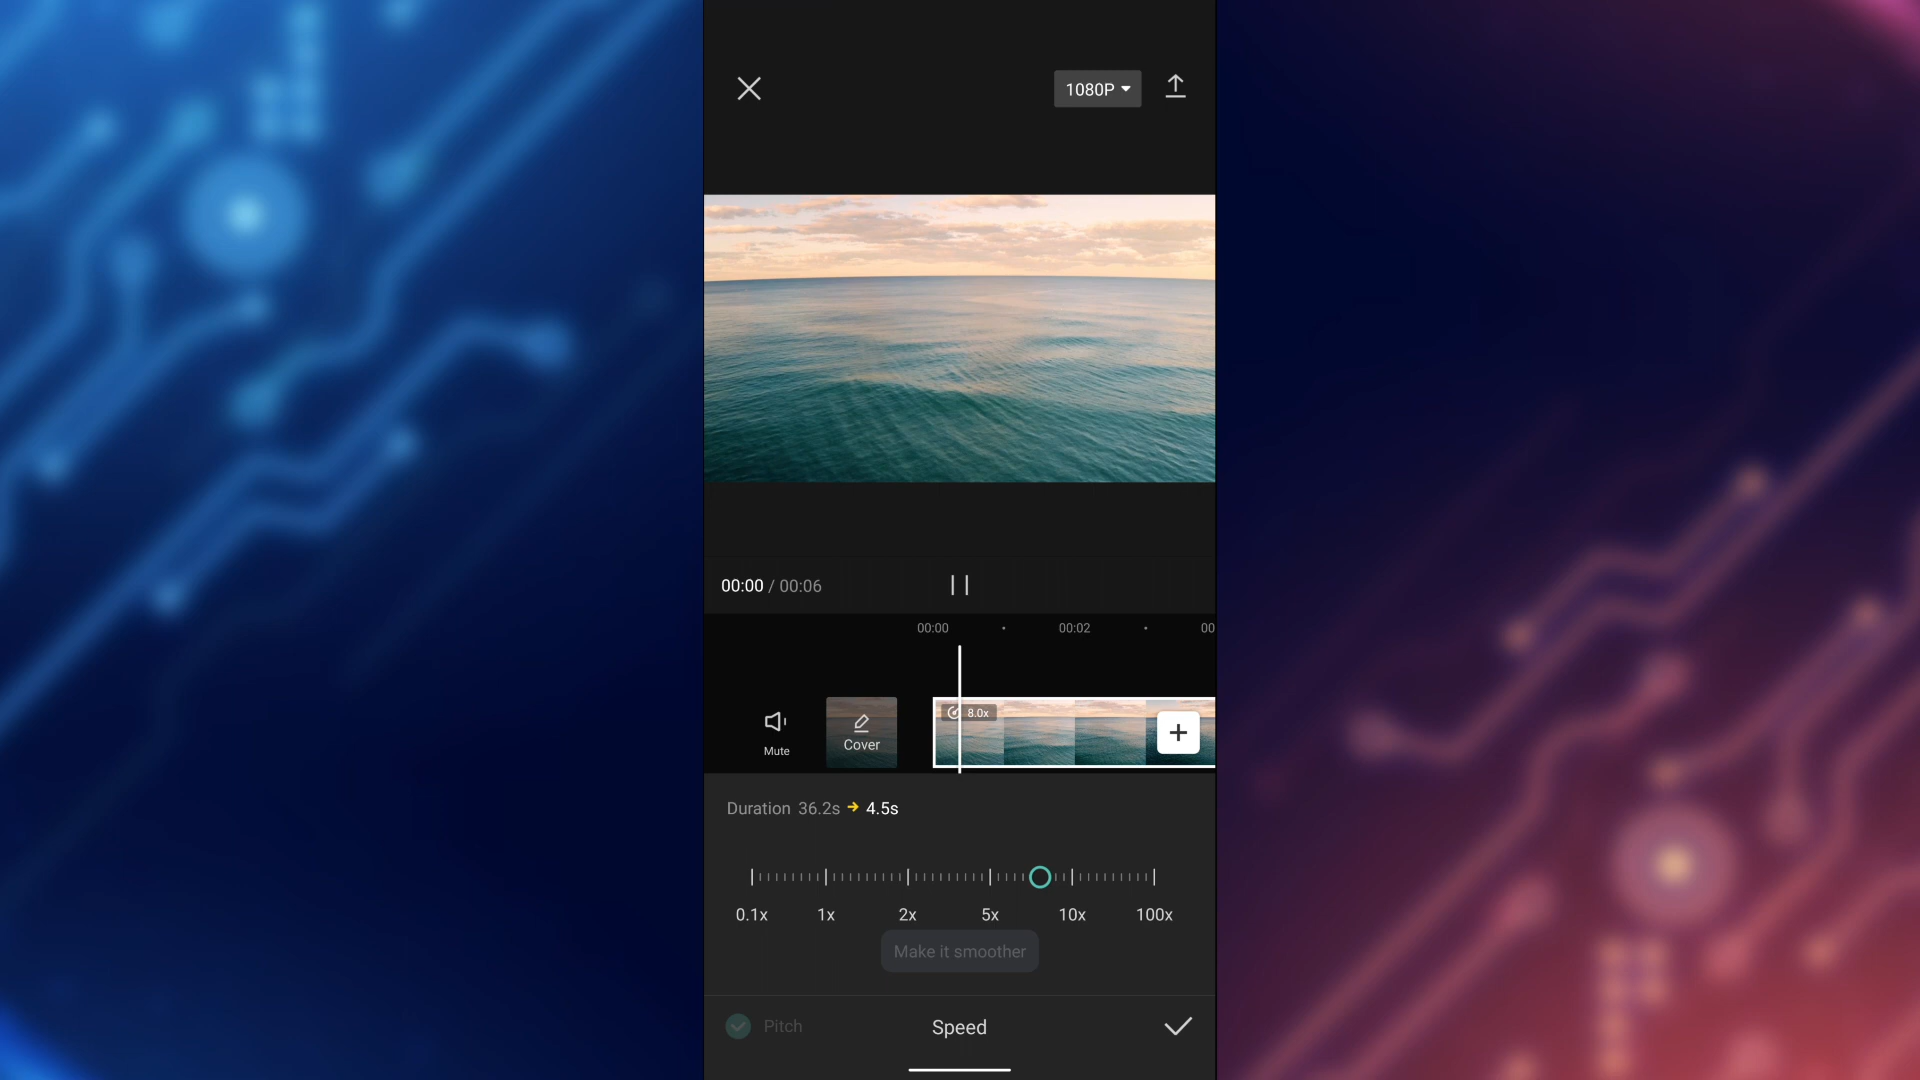 1080P
00:00 / 00:06
00:00 00:02 00
8.0x
Mute
Cover
Duration 36.2s → 4.5s
0.1x 1x 2x 5x 10x 100x
Make it smoother
Pitch
Speed